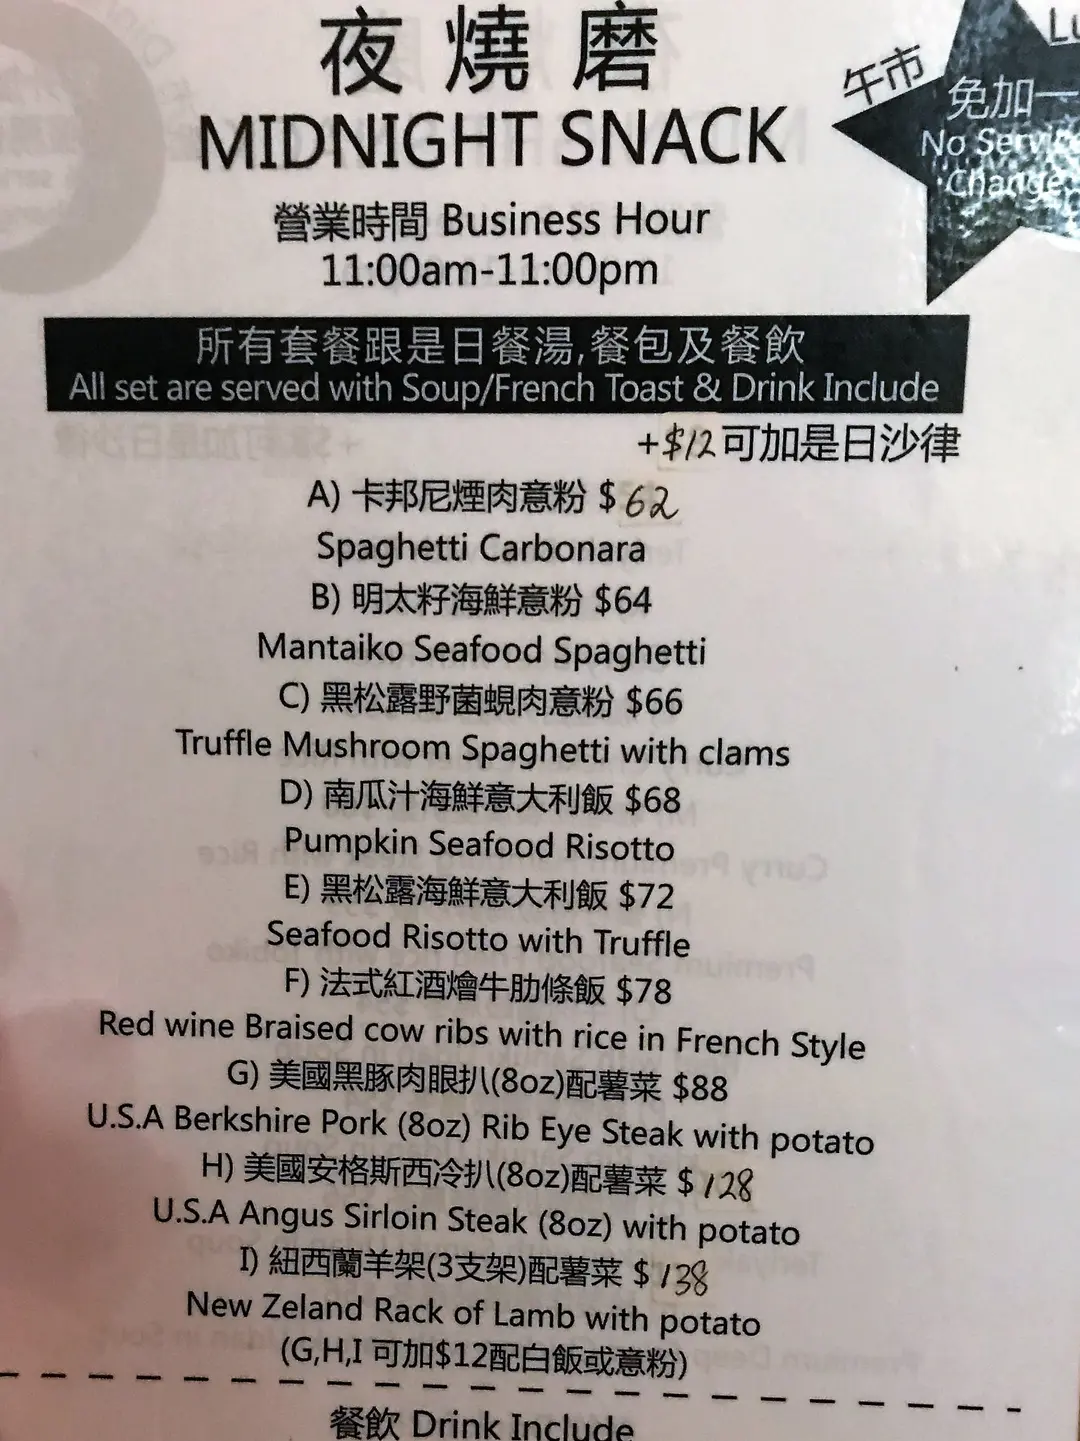 夜燒磨
MIDNIGHT SNACK
午市
免加一
No Service
Change
營業時間 Business Hour
11:00am-11:00pm
所有套餐跟是日餐湯,餐包及餐飲
All set are served with Soup/French Toast & Drink Include
+$12可加是日沙律
A) 卡邦尼煙肉意粉 $62
Spaghetti Carbonara
B) 明太籽海鮮意粉 $64
Mantaiko Seafood Spaghetti
C) 黑松露野菌蜆肉意粉 $66
Truffle Mushroom Spaghetti with clams
D) 南瓜汁海鮮意大利飯 $68
Pumpkin Seafood Risotto
E) 黑松露海鮮意大利飯 $72
Seafood Risotto with Truffle
F) 法式紅酒燴牛肋條飯 $78
Red wine Braised cow ribs with rice in French Style
G) 美國黑豚肉眼扒(8oz)配薯菜 $88
U.S.A Berkshire Pork (8oz) Rib Eye Steak with potato
H) 美國安格斯西冷扒(8oz)配薯菜 $128
U.S.A Angus Sirloin Steak (8oz) with potato
I) 紐西蘭羊架(3支架)配薯菜 $138
New Zeland Rack of Lamb with potato
(G,H,I 可加$12配白飯或意粉)
餐飲 Drink Include